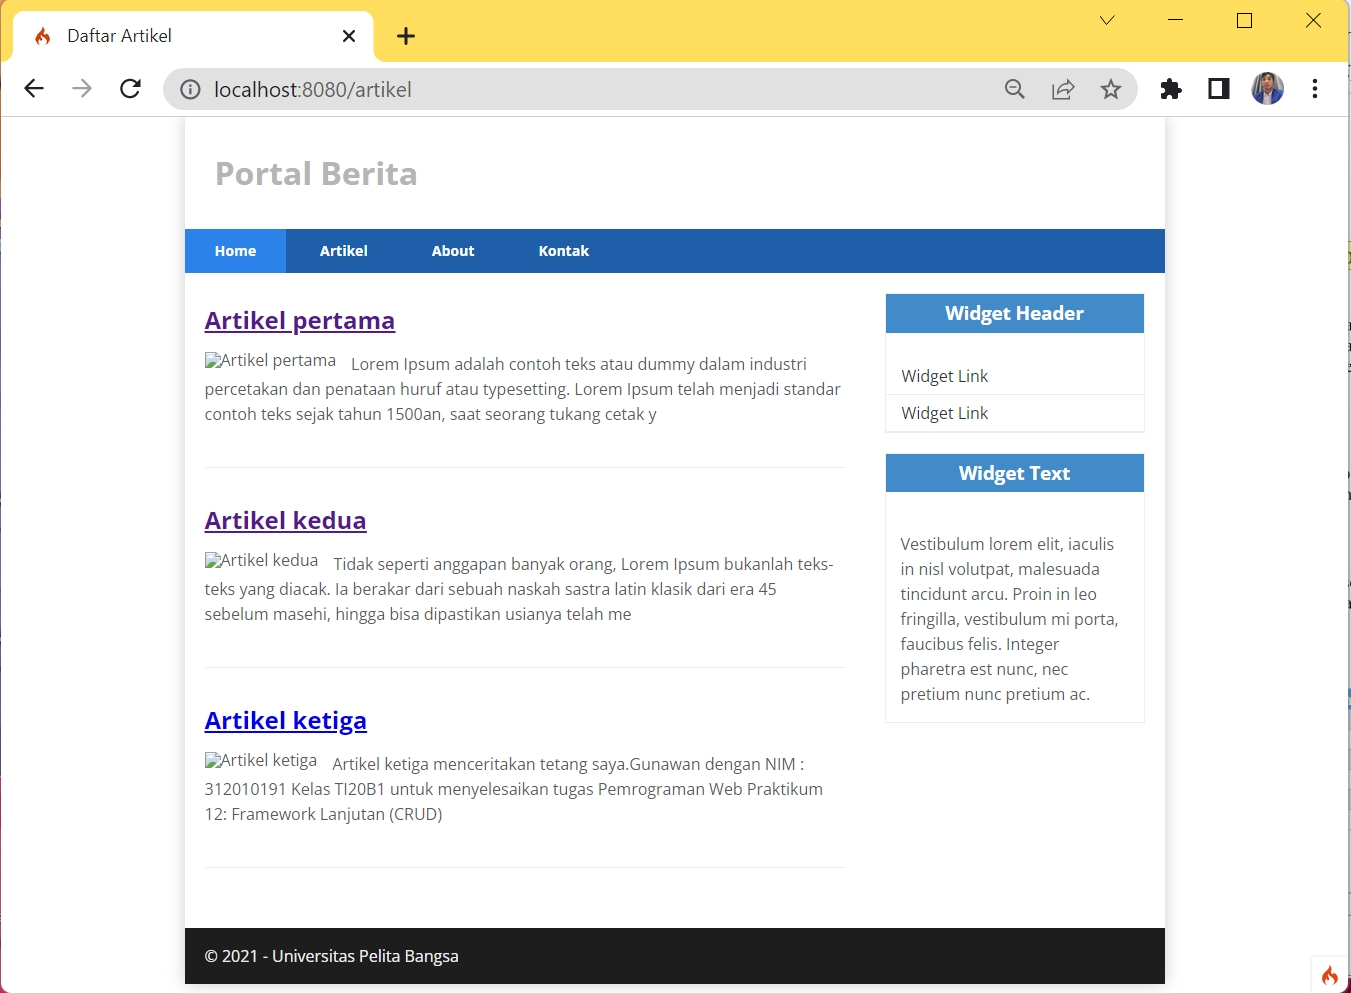 Daftar Artikel
localhost:8080/artikel
Portal Berita
Home Artikel About Kontak
Artikel pertama
Artikel pertama Lorem Ipsum adalah contoh teks atau dummy dalam industri
percetakan dan penataan huruf atau typesetting. Lorem Ipsum telah menjadi standar
contoh teks sejak tahun 1500an, saat seorang tukang cetak y
Artikel kedua
Artikel kedua Tidak seperti anggapan banyak orang, Lorem Ipsum bukanlah teks-
teks yang diacak. Ia berakar dari sebuah naskah sastra latin klasik dari era 45
sebelum masehi, hingga bisa dipastikan usianya telah me
Artikel ketiga
Artikel ketiga Artikel ketiga menceritakan tetang saya.Gunawan dengan NIM :
312010191 Kelas TI20B1 untuk menyelesaikan tugas Pemrograman Web Praktikum
12: Framework Lanjutan (CRUD)
Widget Header
Widget Link
Widget Link
Widget Text
Vestibulum lorem elit, iaculis
in nisl volutpat, malesuada
tincidunt arcu. Proin in leo
fringilla, vestibulum mi porta,
faucibus felis. Integer
pharetra est nunc, nec
pretium nunc pretium ac.
© 2021 - Universitas Pelita Bangsa